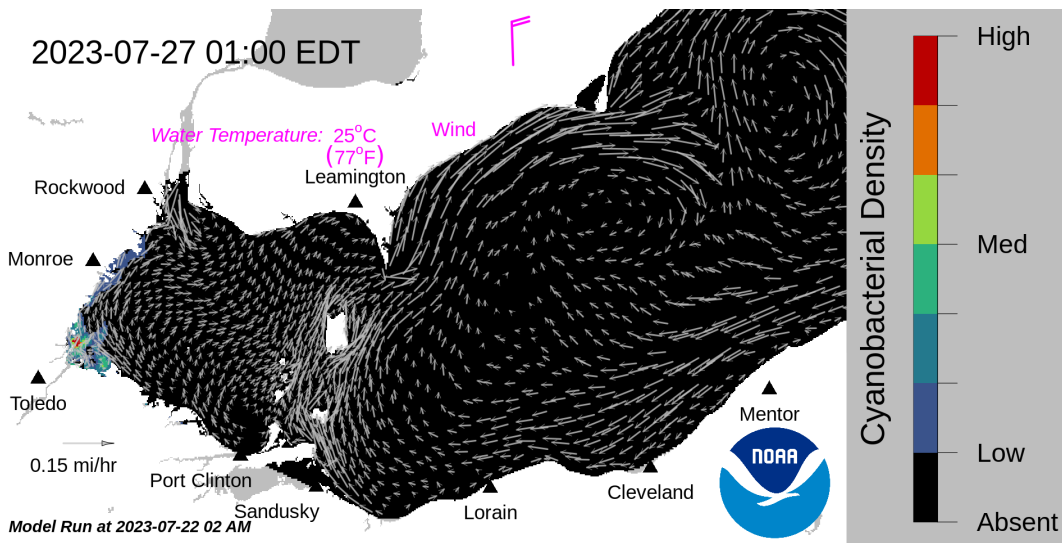 2023-07-27 01:00 EDT
Water Temperature: 25°C
(77°F)
Wind
Leamington
Rockwood
Monroe
Toledo
0.15 mi/hr
Port Clinton
Sandusky
Lorain
Cleveland
Mentor
NOAA
Model Run at 2023-07-22 02 AM
Cyanobacterial Density
High
Med
Low
Absent